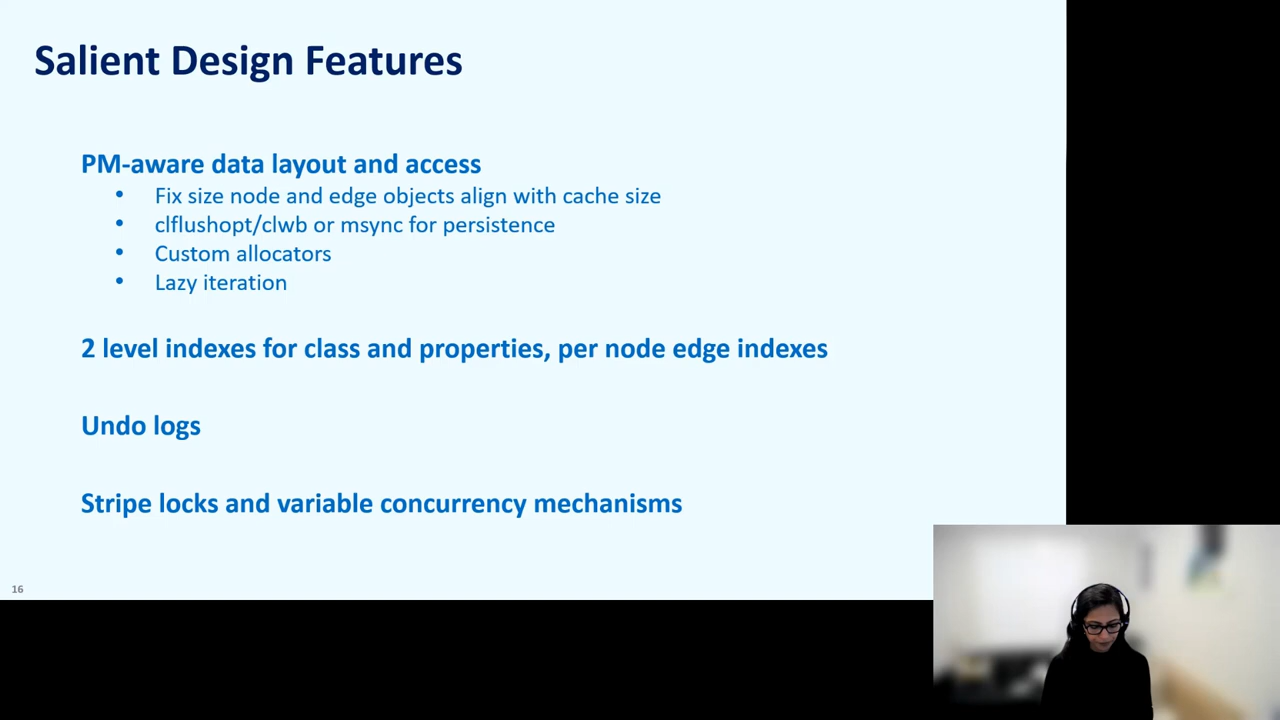 Salient Design Features
PM-aware data layout and access
• Fix size node and edge objects align with cache size
• clflushopt/clwb or msync for persistence
• Custom allocators
• Lazy iteration
2 level indexes for class and properties, per node edge indexes
Undo logs
Stripe locks and variable concurrency mechanisms
16